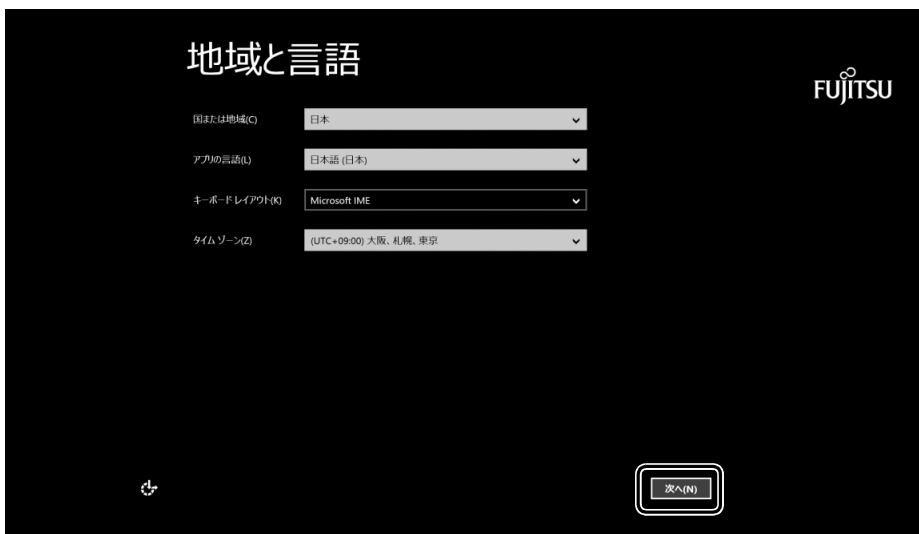 地域と言語
FUJITSU
国または地域(C)
日本
アプリの言語(L)
日本語 (日本)
キーボード レイアウト(K)
Microsoft IME
タイム ゾーン(Z)
(UTC+09:00) 大阪、札幌、東京
次へ(N)